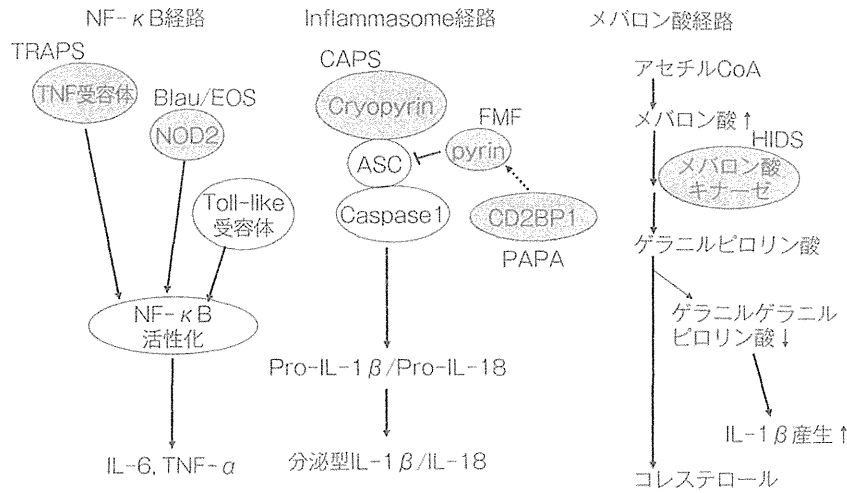 NF-κB経路
TRAPS
TNF受容体
Blau/EOS
NOD2
Toll-like
受容体
NF-κB
活性化
IL-6, TNF-α
Inflammasome経路
CAPS
Cryopyrin
FMF
pyrin
ASC
Caspase1
CD2BP1
PAPA
Pro-IL-1β/Pro-IL-18
分泌型IL-1β/IL-18
メバロン酸経路
アセチルCoA
メバロン酸↑
HIDS
メバロン酸
キナーゼ
ゲラニルピロリン酸
ゲラニルゲラニル
ピロリン酸↓
IL-1β産生↑
コレステロール